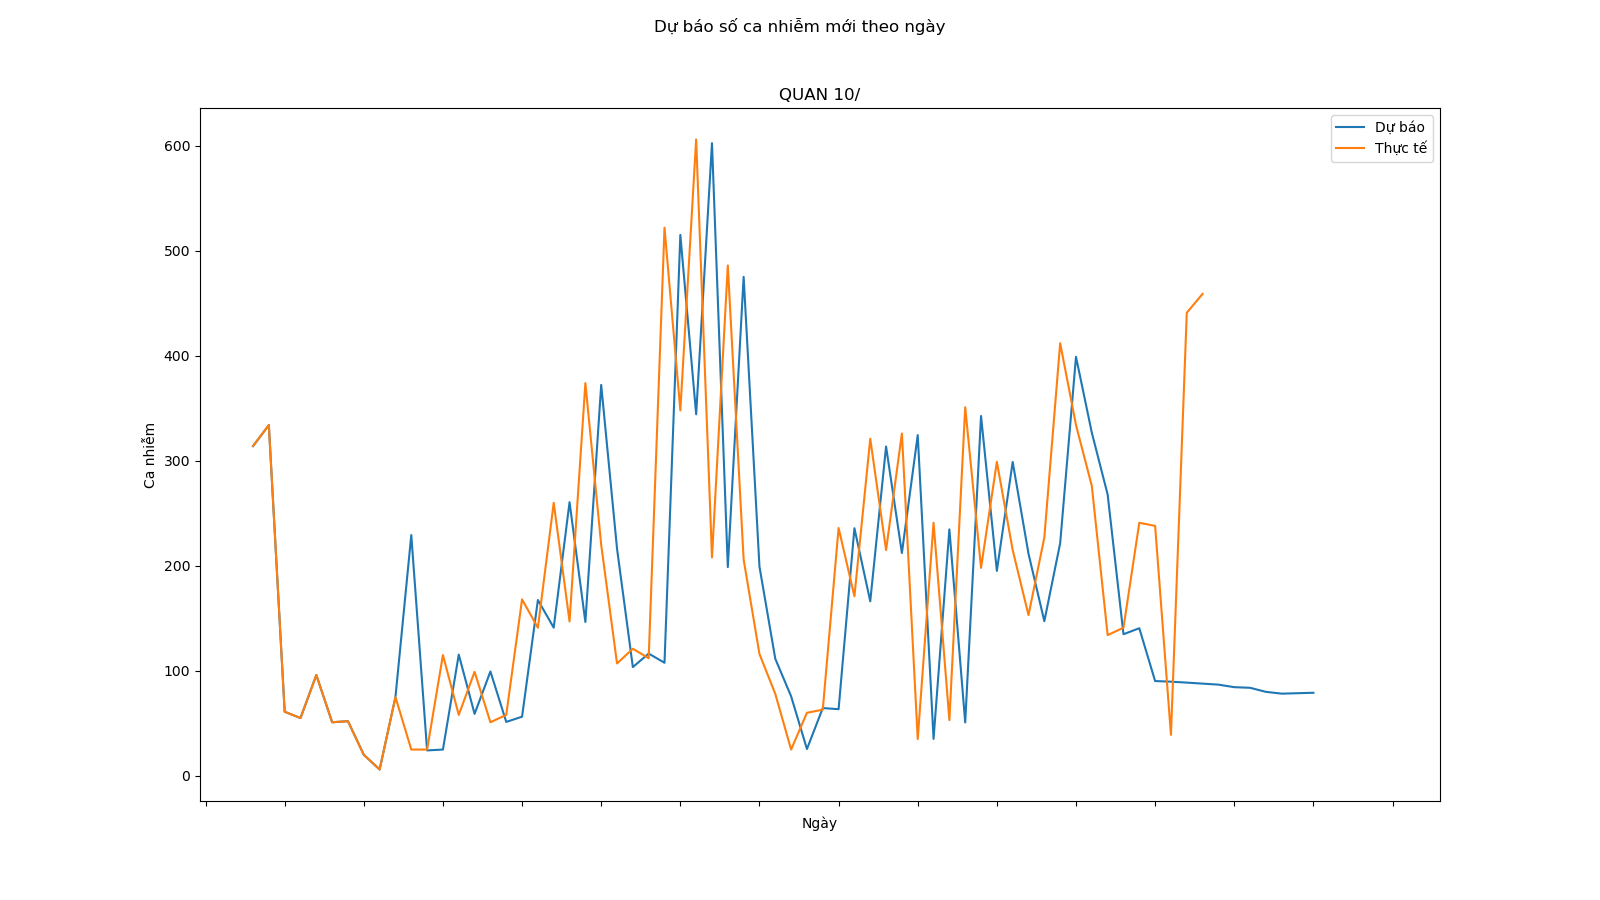 Dự báo số ca nhiễm mới theo ngày
QUAN 10/
Dự báo
Thực tế
600
500
400
300
200
100
0
Ca nhiễm
Ngày